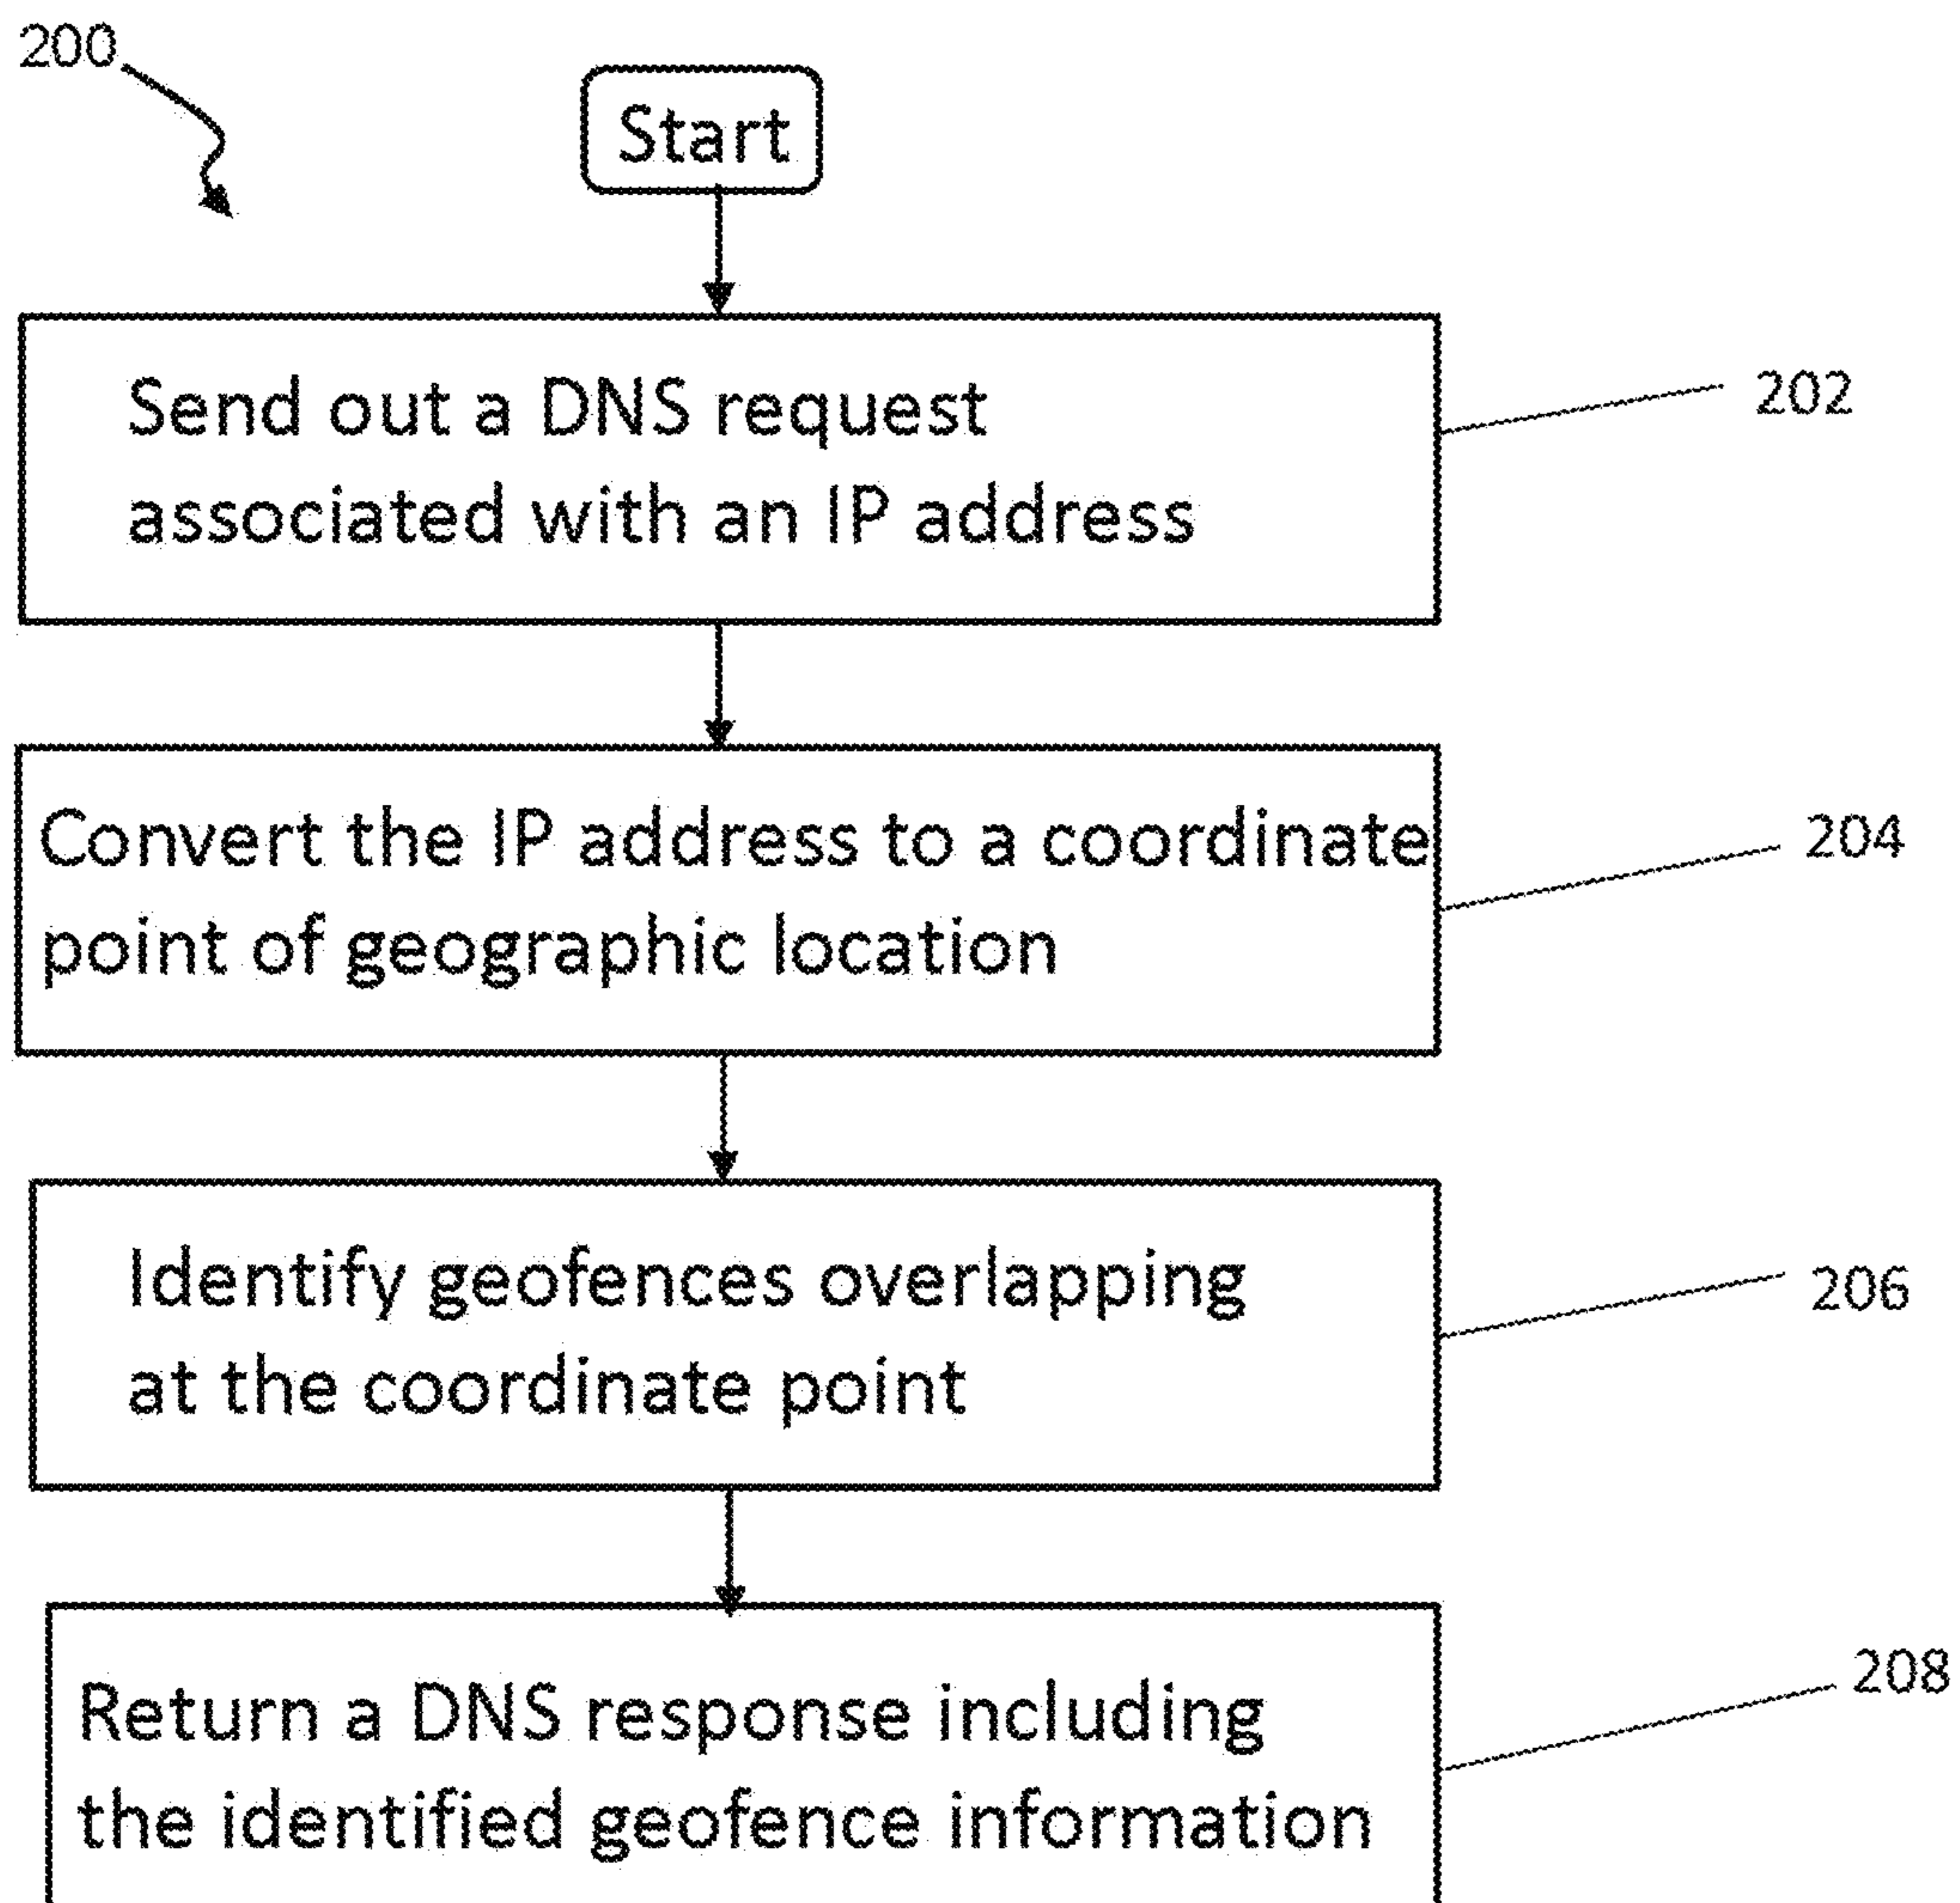 200
Start
Send out a DNS request
associated with an IP address
202
Convert the IP address to a coordinate
point of geographic location
204
Identify geofences overlapping
at the coordinate point
206
Return a DNS response including
the identified geofence information
208